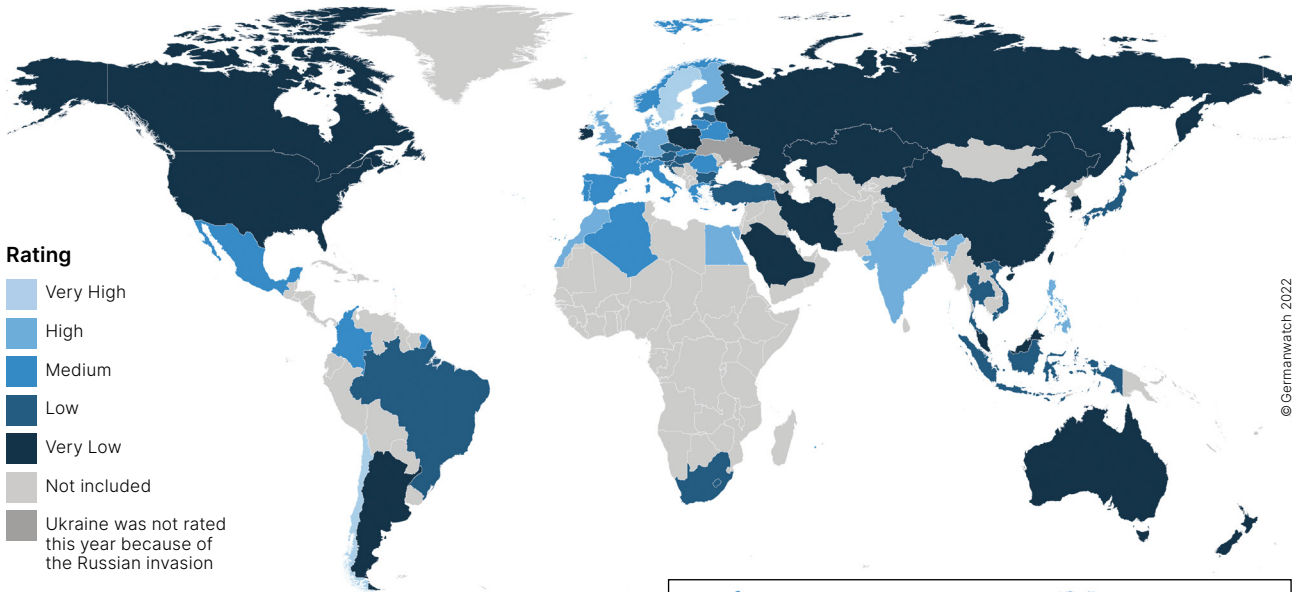 Rating
Very High
High
Medium
Low
Very Low
Not included
Ukraine was not rated
this year because of
the Russian invasion
©Germanwatch 2022